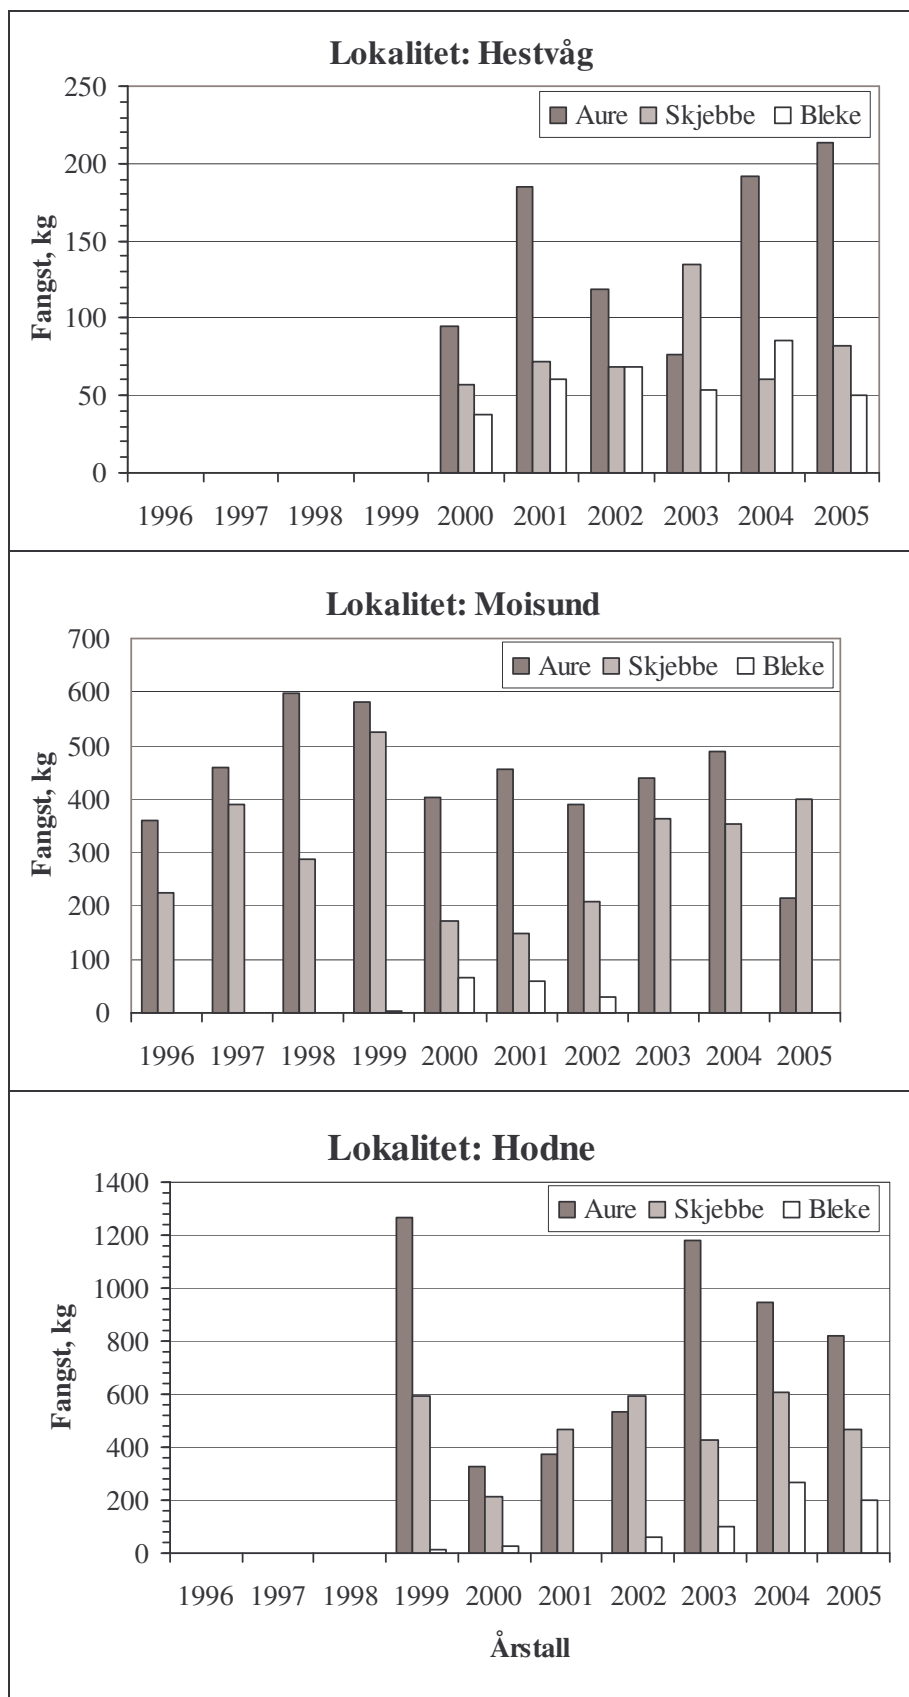 Lokalitet: Hestvåg
Aure Skjebbe Bleke
Fangst, kg
250
200
150
100
50
0
1996 1997 1998 1999 2000 2001 2002 2003 2004 2005
Lokalitet: Moisund
Aure Skjebbe Bleke
Fangst, kg
700
600
500
400
300
200
100
0
1996 1997 1998 1999 2000 2001 2002 2003 2004 2005
Lokalitet: Hodne
Aure Skjebbe Bleke
Fangst, kg
1400
1200
1000
800
600
400
200
0
1996 1997 1998 1999 2000 2001 2002 2003 2004 2005
Årstall